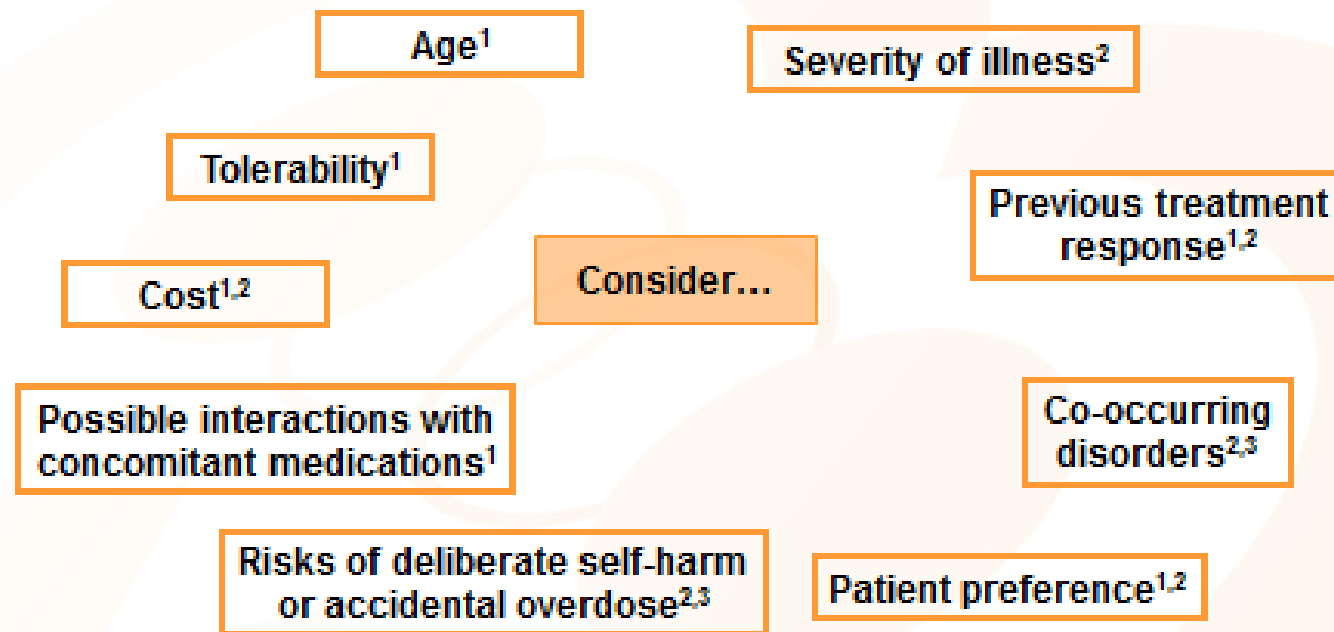 Age¹
Severity of illness²
Tolerability¹
Previous treatment
response¹,²
Cost¹,²
Consider...
Possible interactions with
concomitant medications¹
Co-occurring
disorders²,³
Risks of deliberate self-harm
or accidental overdose²,³
Patient preference¹,²